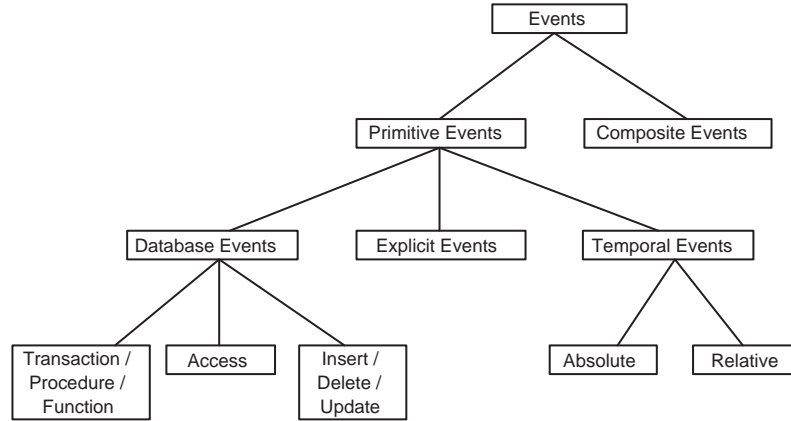 Events
Primitive Events
Composite Events
Database Events
Explicit Events
Temporal Events
Transaction /
Procedure /
Function
Access
Insert /
Delete /
Update
Absolute
Relative